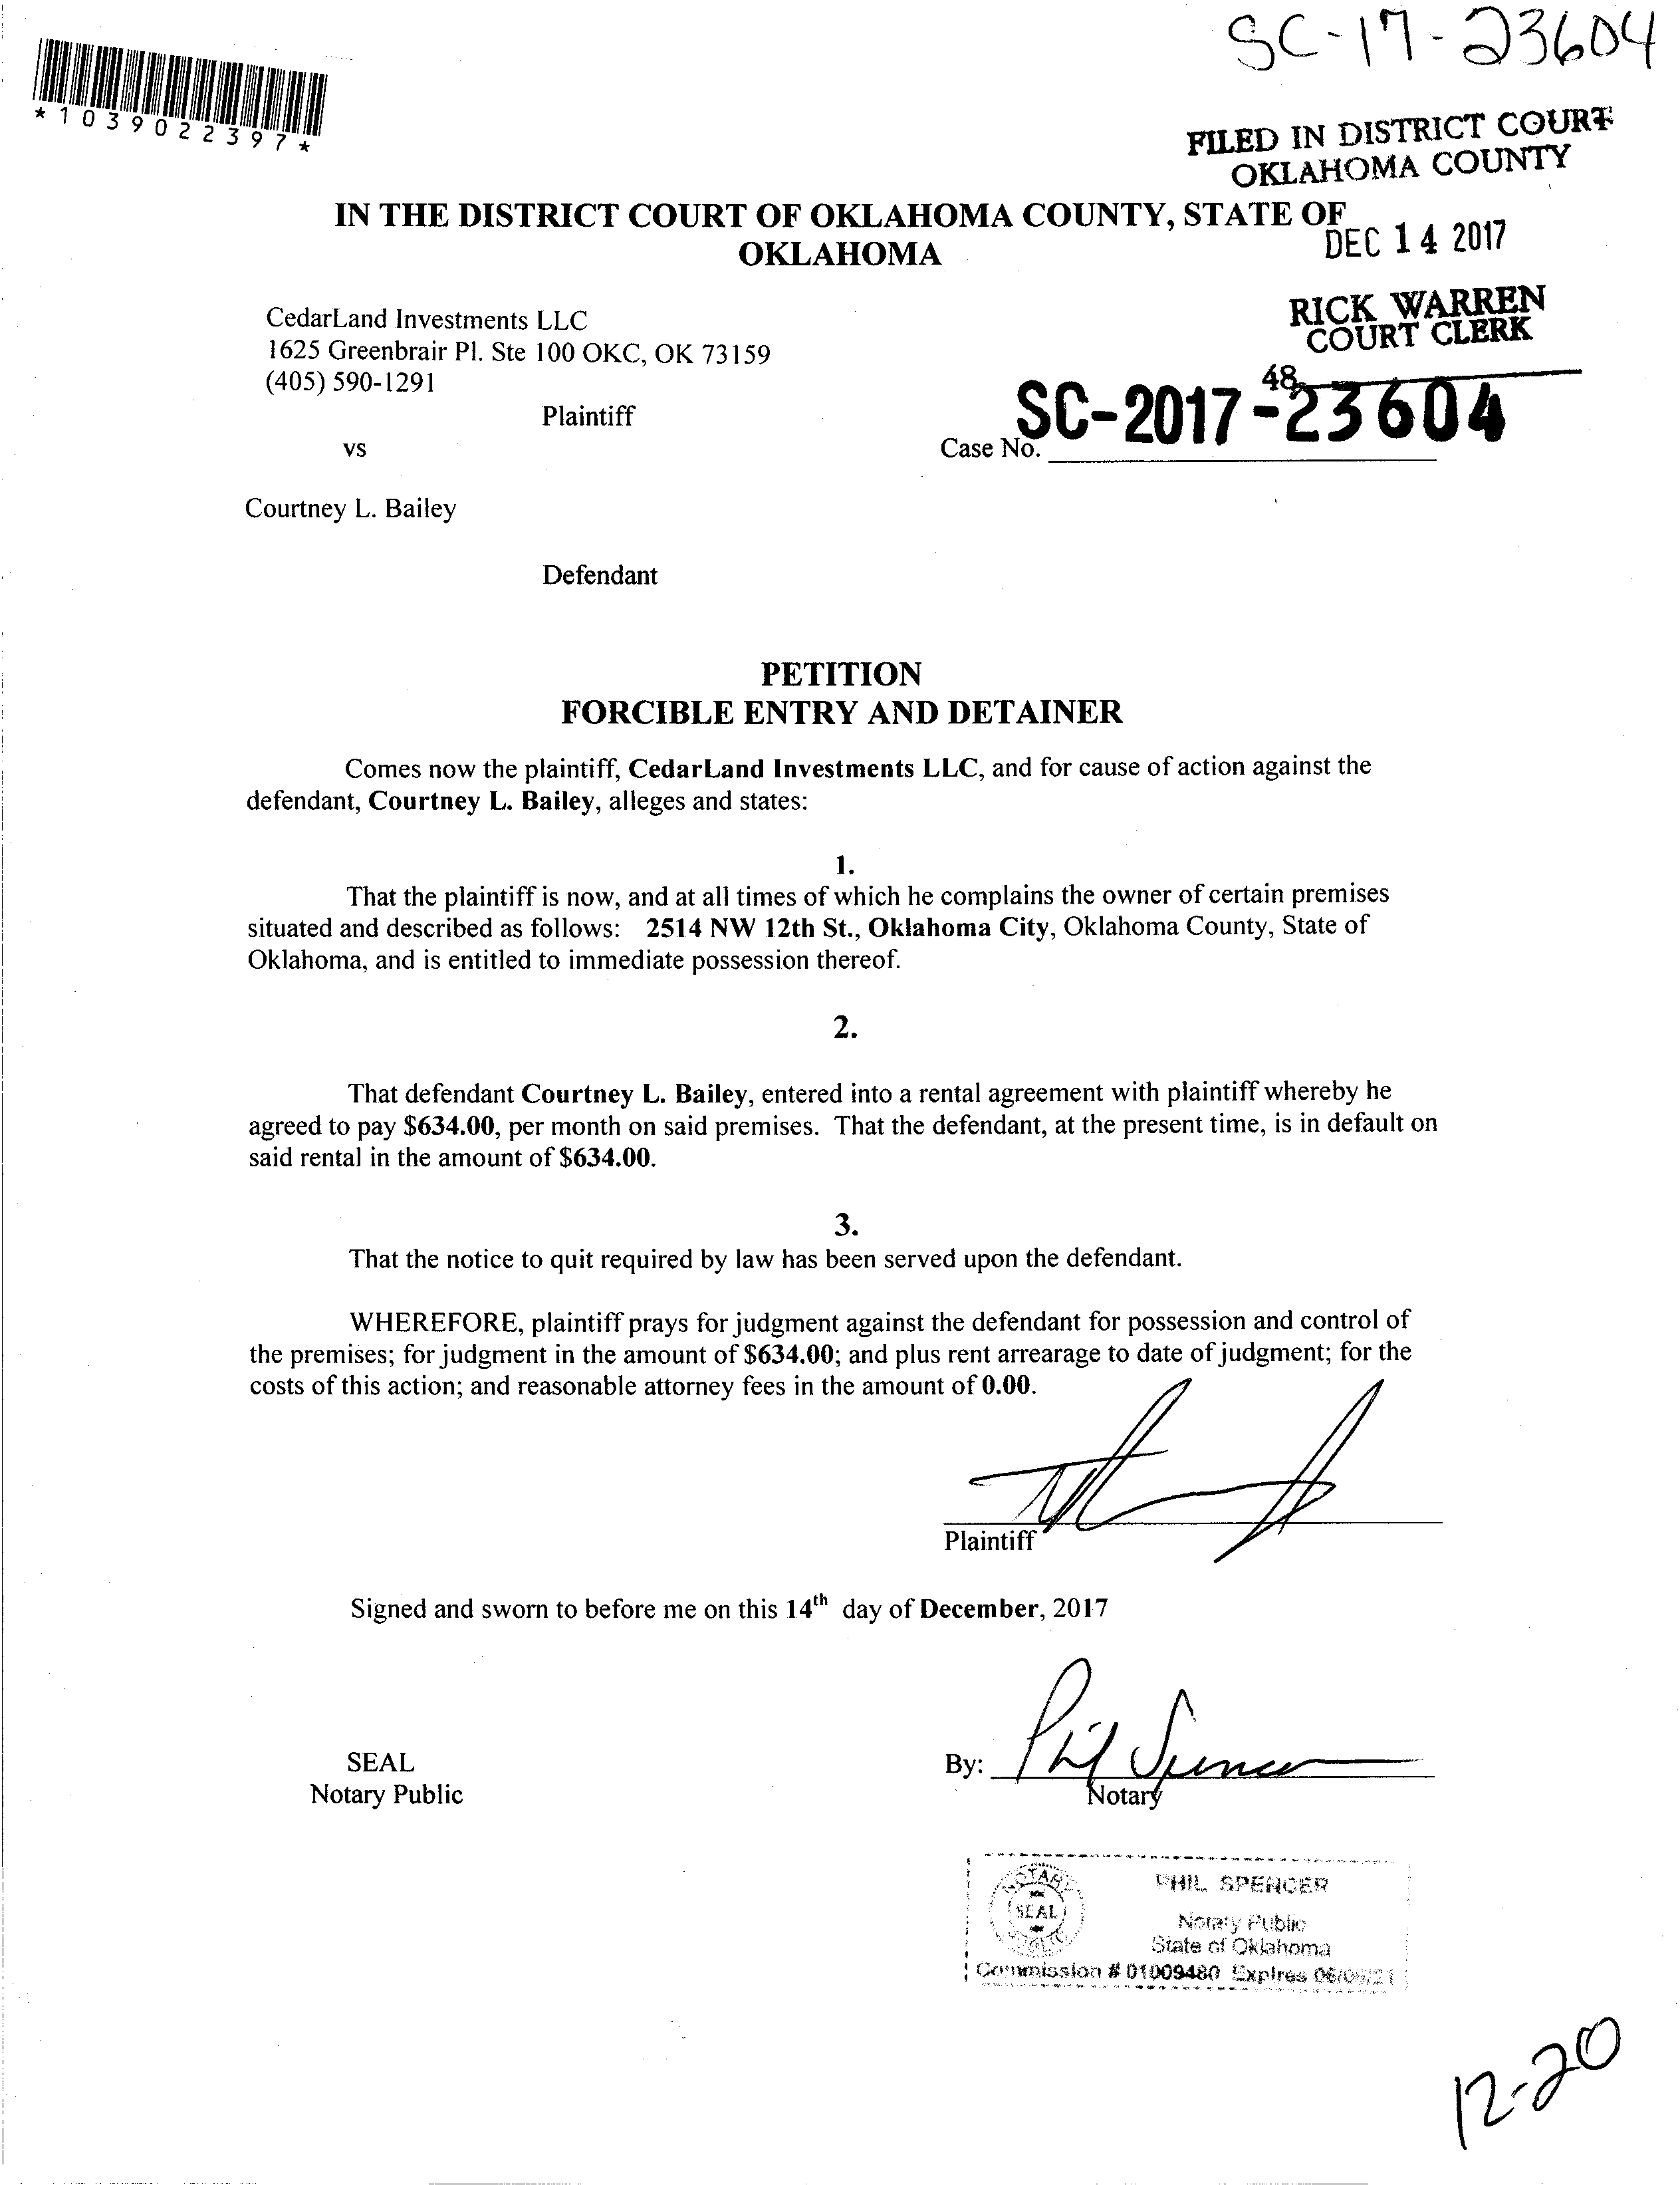 SC-17-23604
*1039022397*
FILED IN DISTRICT COURT
OKLAHOMA COUNTY
IN THE DISTRICT COURT OF OKLAHOMA COUNTY, STATE OF
OKLAHOMA
DEC 14 2017
RICK WARREN
COURT CLERK
CedarLand Investments LLC
1625 Greenbrair Pl. Ste 100 OKC, OK 73159
(405) 590-1291
48
Plaintiff
SC-2017-23604
vs
Case No.
Courtney L. Bailey
Defendant
PETITION
FORCIBLE ENTRY AND DETAINER
Comes now the plaintiff, CedarLand Investments LLC, and for cause of action against the
defendant, Courtney L. Bailey, alleges and states:
1.
That the plaintiff is now, and at all times of which he complains the owner of certain premises
situated and described as follows: 2514 NW 12th St., Oklahoma City, Oklahoma County, State of
Oklahoma, and is entitled to immediate possession thereof.
2.
That defendant Courtney L. Bailey, entered into a rental agreement with plaintiff whereby he
agreed to pay $634.00, per month on said premises. That the defendant, at the present time, is in default on
said rental in the amount of $634.00.
3.
That the notice to quit required by law has been served upon the defendant.
WHEREFORE, plaintiff prays for judgment against the defendant for possession and control of
the premises; for judgment in the amount of $634.00; and plus rent arrearage to date of judgment; for the
costs of this action; and reasonable attorney fees in the amount of 0.00.
Plaintiff
Signed and sworn to before me on this 14th day of December, 2017
SEAL
Notary Public
By: Phil Spencer
Notary
NOTARY
SEAL
PUBLIC
PHIL SPENCER
Notary Public
State of Oklahoma
Commission # 01009480 Expires
12-20